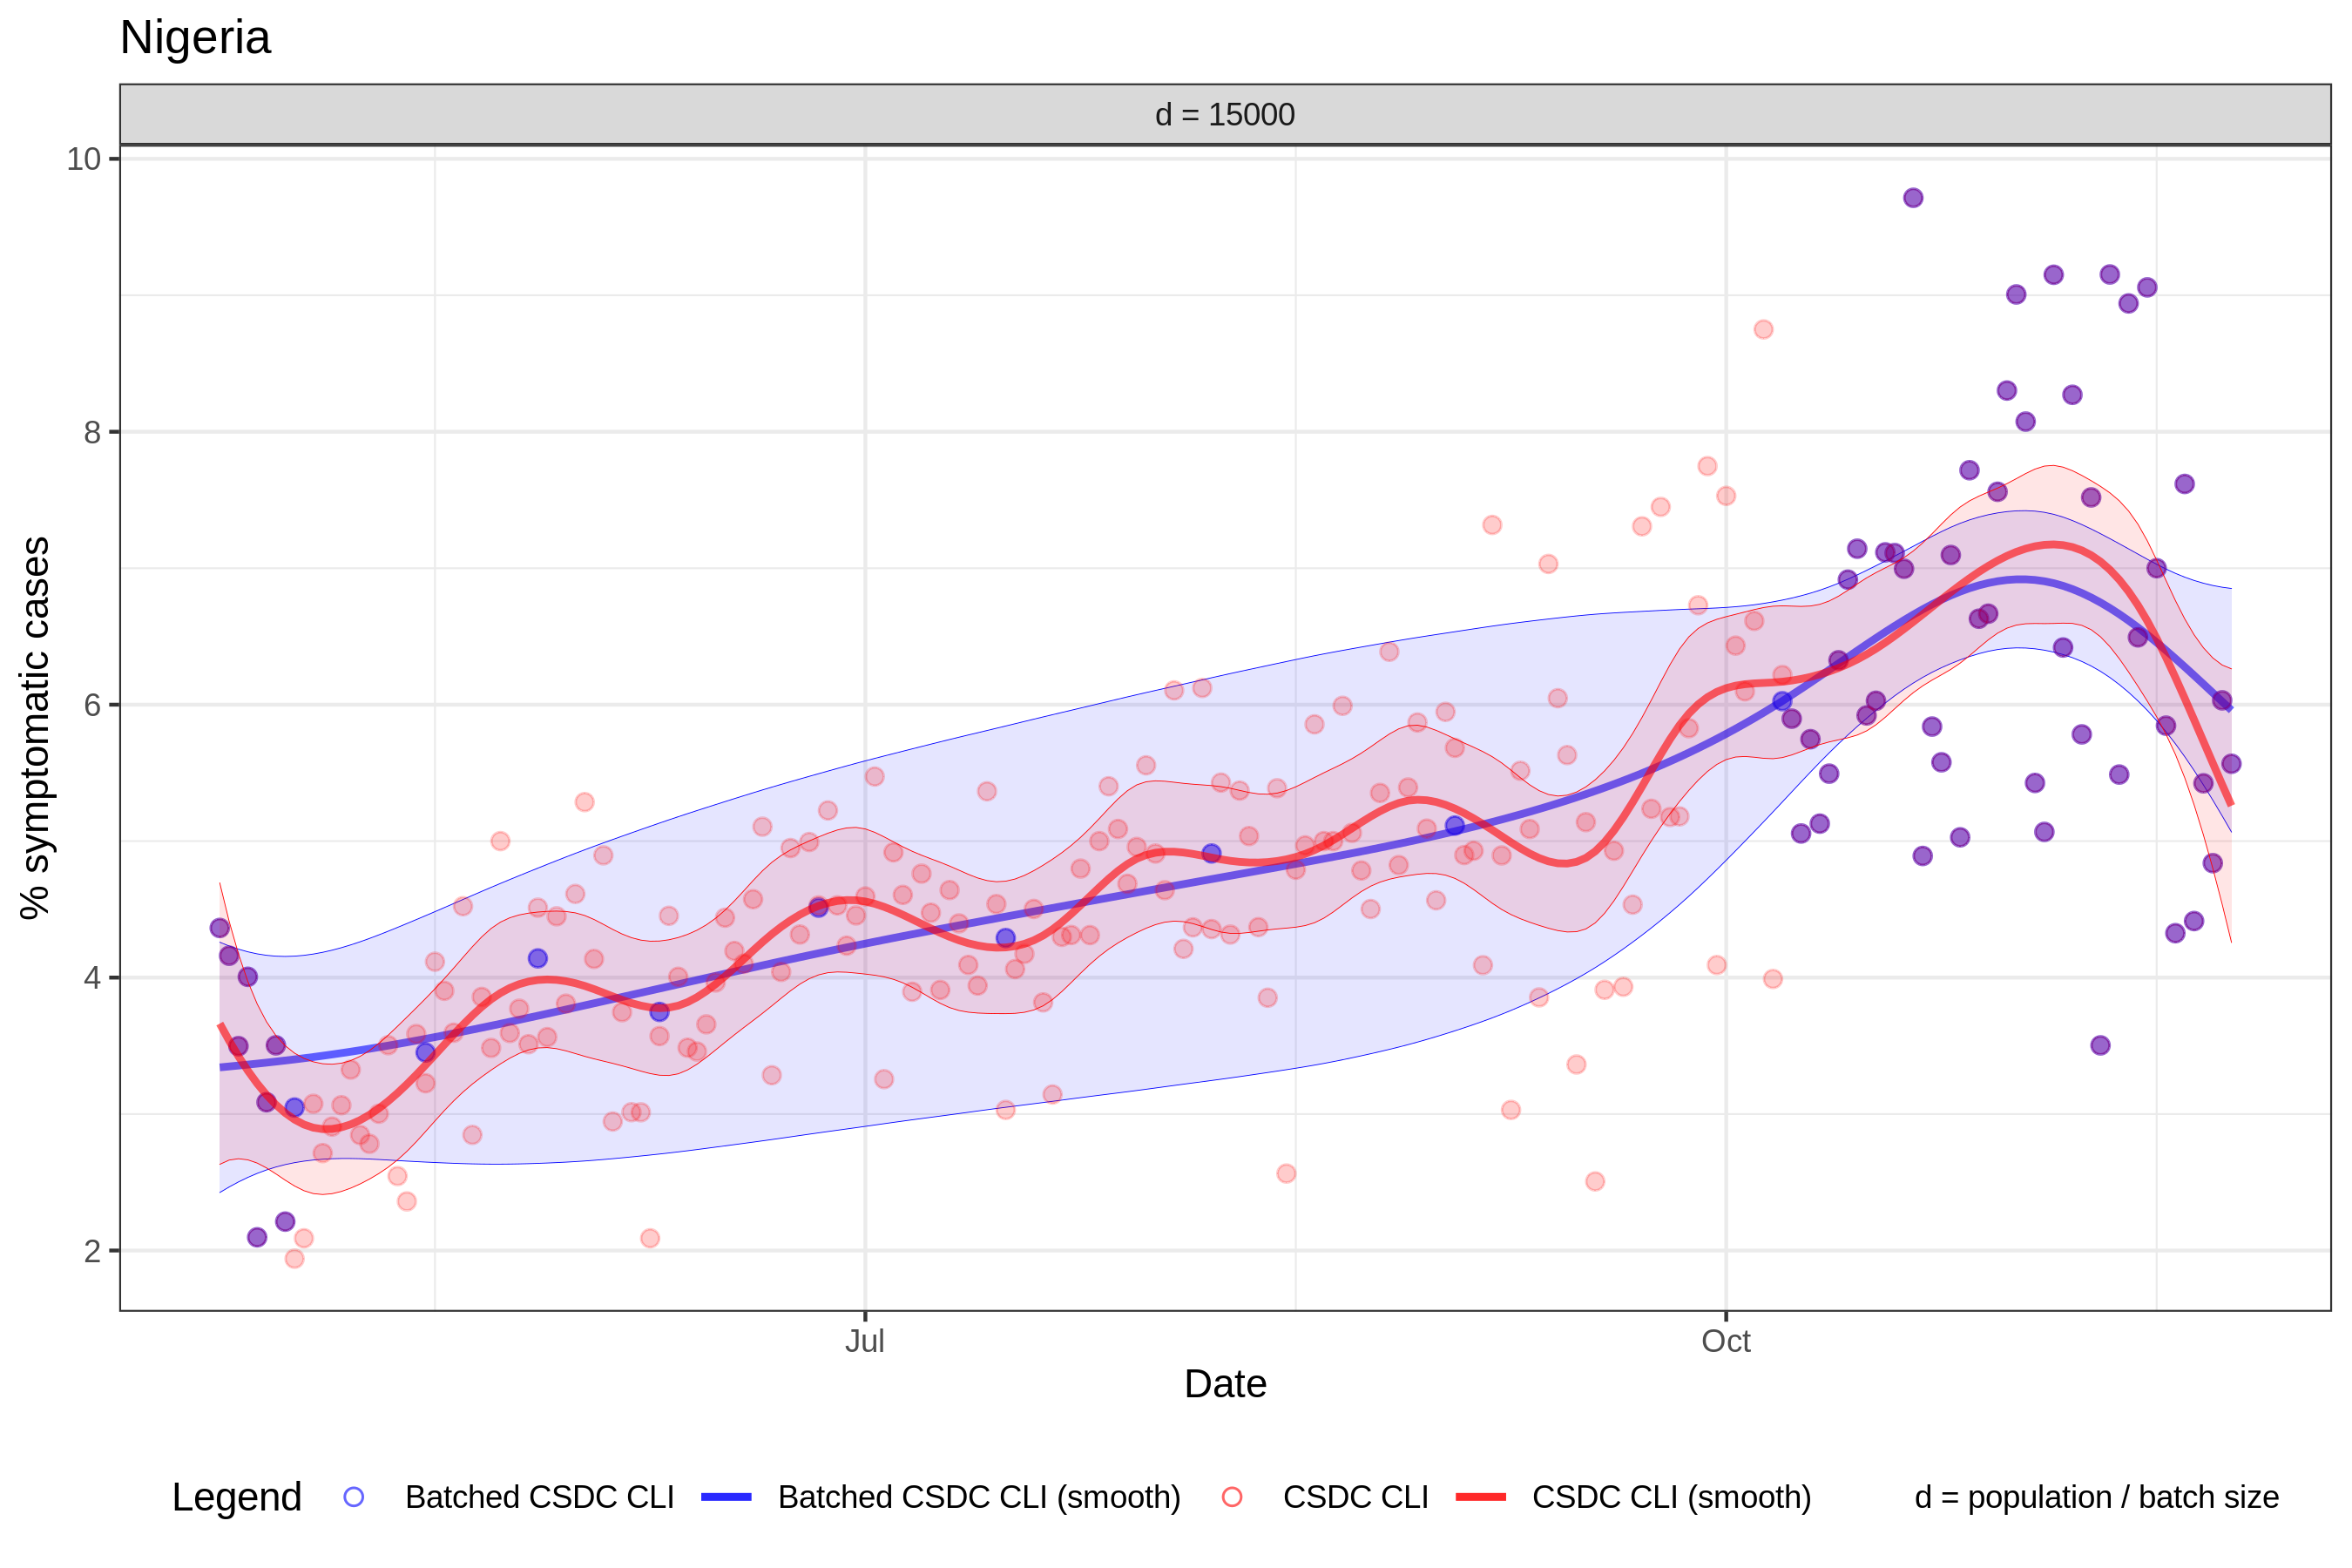 Nigeria
d = 15000
10
8
6
4
2
% symptomatic cases
Jul
Oct
Date
Legend Batched CSDC CLI Batched CSDC CLI (smooth) CSDC CLI CSDC CLI (smooth) d = population / batch size